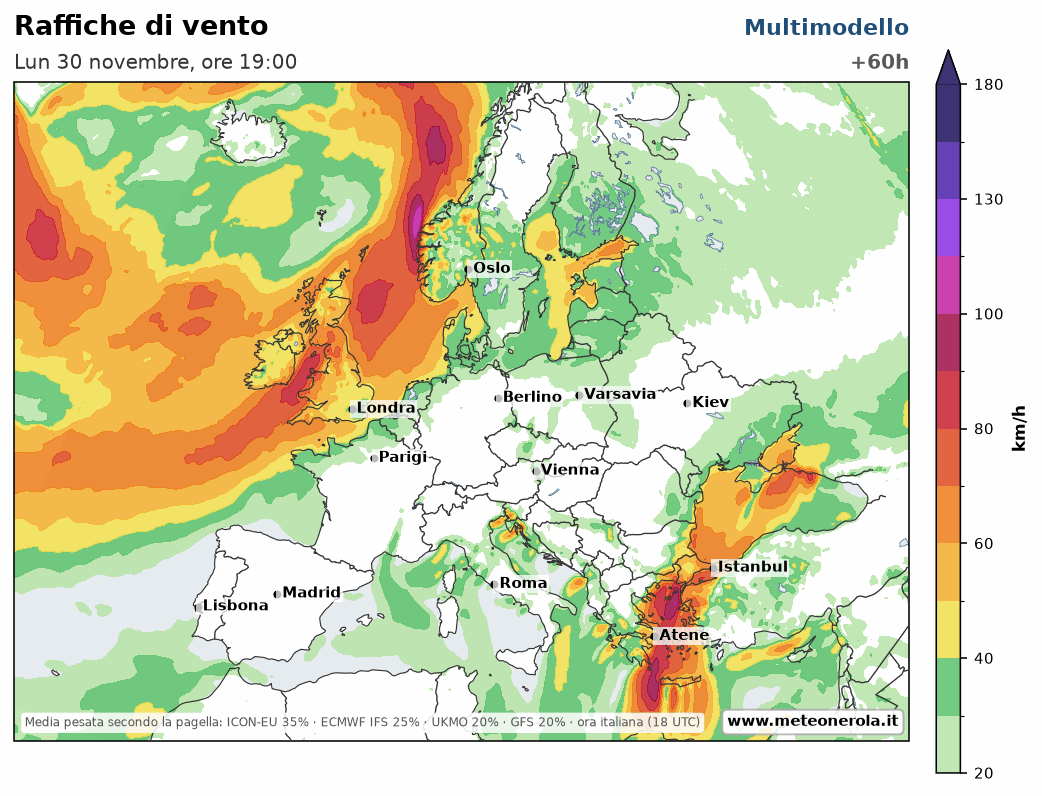 Raffiche di vento
Multimodello
Lun 30 novembre, ore 19:00
+60h
180
130
100
80
60
40
20
km/h
Oslo
Londra
Berlino
Varsavia
Kiev
Parigi
Vienna
Istanbul
Roma
Madrid
Lisbona
Atene
Media pesata secondo la pagella: ICON-EU 35% · ECMWF IFS 25% · UKMO 20% · GFS 20% · ora italiana (18 UTC)
www.meteonerola.it